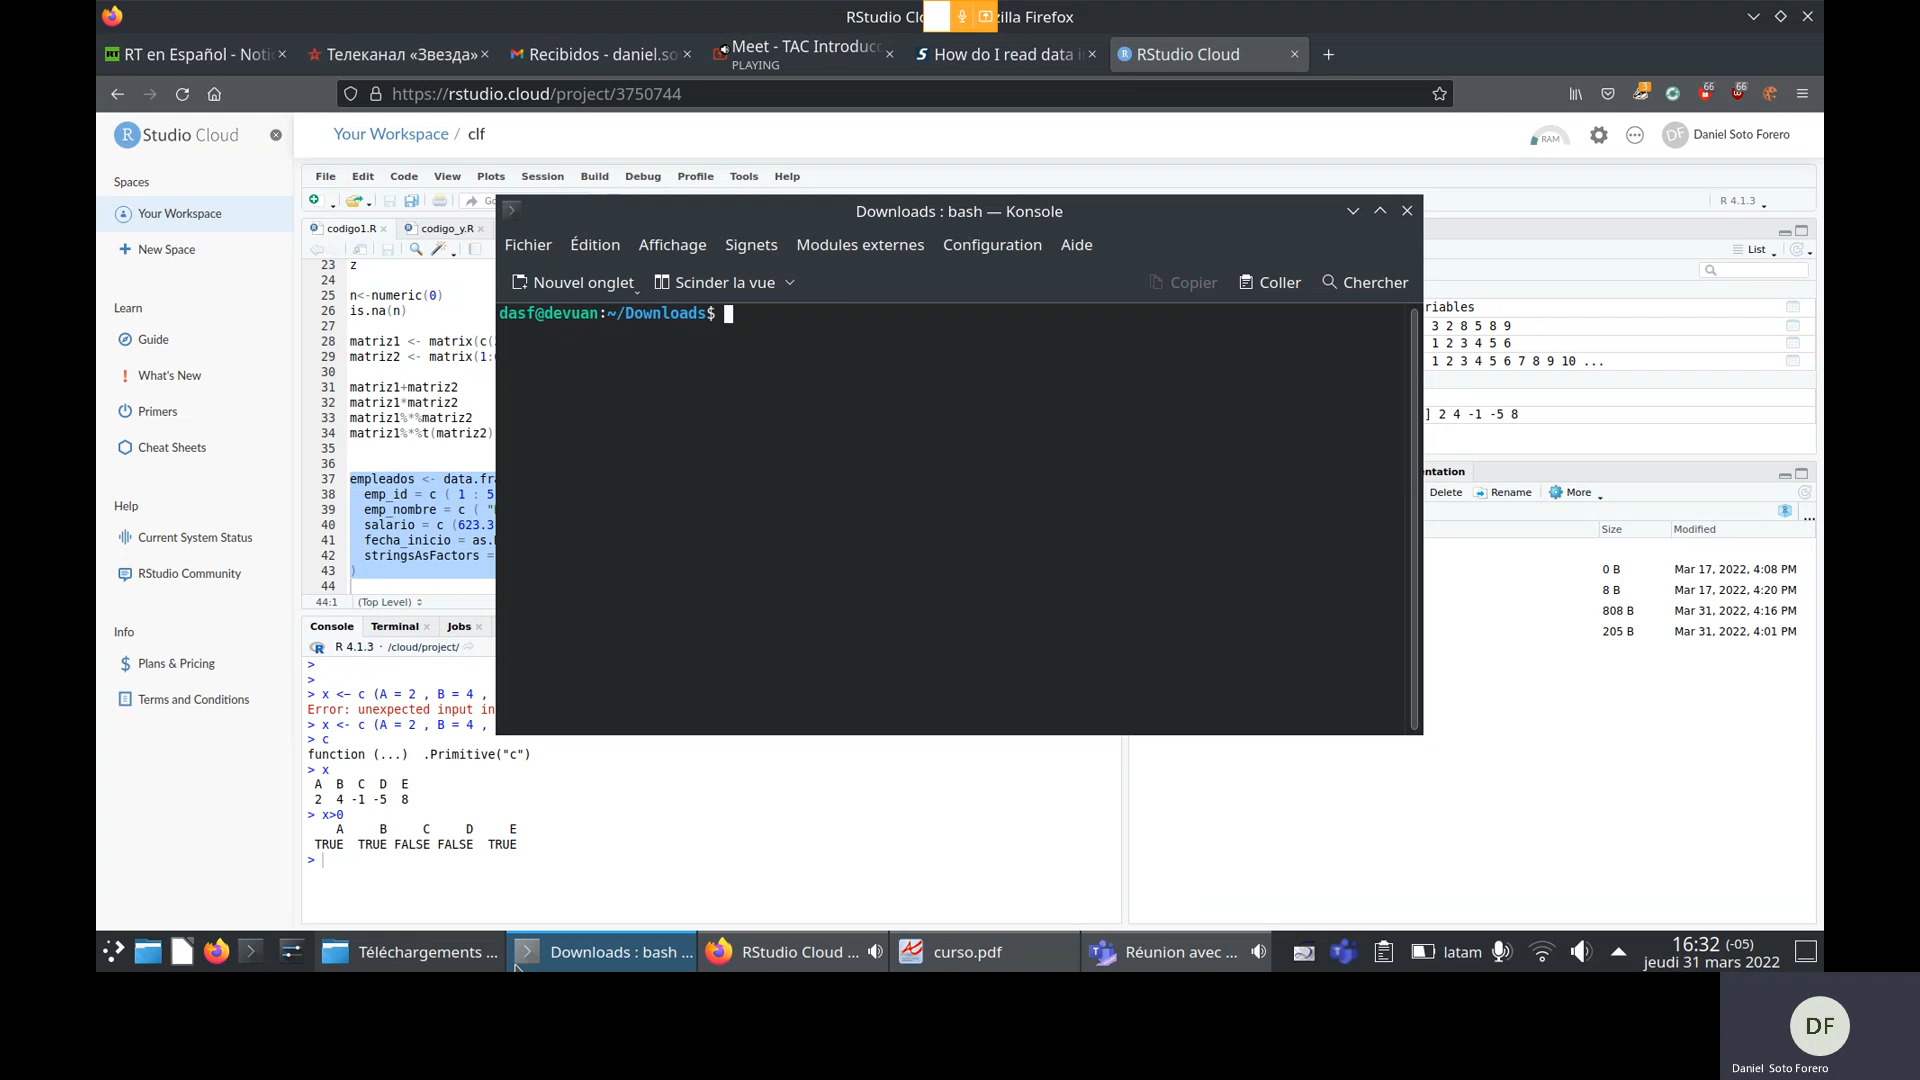 RStudio Clo
zilla Firefox
RT en Español - Noti
Телеканал «Звезда»
Recibidos - daniel.so
Meet - TAC Introduc
PLAYING
How do I read data i
RStudio Cloud
https://rstudio.cloud/project/3750744
3
66
66
R Studio Cloud
Your Workspace / clf
RAM
DF Daniel Soto Forero
Spaces
Your Workspace
New Space
Learn
Guide
What's New
Primers
Cheat Sheets
Help
Current System Status
RStudio Community
Info
Plans & Pricing
Terms and Conditions
File Edit Code View Plots Session Build Debug Profile Tools Help
R 4.1.3
codigo1.R
codigo_y.R
23 z
24
25 n<-numeric(0)
26 is.na(n)
27
28 matriz1 <- matrix(c(
29 matriz2 <- matrix(1:
30
31 matriz1+matriz2
32 matriz1*matriz2
33 matriz1%*%matriz2
34 matriz1%*%t(matriz2)
35
36
37 empleados <- data.fra
38 emp_id = c ( 1 : 5
39 emp_nombre = c ( "
40 salario = c (623.3
41 fecha_inicio = as.
42 stringsAsFactors =
43 )
44
44:1 (Top Level)
Console Terminal Jobs
R 4.1.3 · /cloud/project/
>
>
> x <− c (A = 2 , B = 4 ,
Error: unexpected input in
> x <- c (A = 2 , B = 4 ,
> c
function (...) .Primitive("c")
> x
A B C D E
2 4 -1 -5 8
> x>0
A B C D E
TRUE TRUE FALSE FALSE TRUE
>
Downloads : bash — Konsole
Fichier Édition Affichage Signets Modules externes Configuration Aide
Nouvel onglet Scinder la vue Copier Coller Chercher
dasf@devuan:~/Downloads$
List
ariables
3 2 8 5 8 9
1 2 3 4 5 6
1 2 3 4 5 6 7 8 9 10 ...
] 2 4 -1 -5 8
entation
Delete Rename More
...
Size Modified
0 B Mar 17, 2022, 4:08 PM
8 B Mar 17, 2022, 4:20 PM
808 B Mar 31, 2022, 4:16 PM
205 B Mar 31, 2022, 4:01 PM
Téléchargements ...
Downloads : bash ...
RStudio Cloud ...
curso.pdf
Réunion avec ...
latam
16:32 (-05)
jeudi 31 mars 2022
DF
Daniel Soto Forero